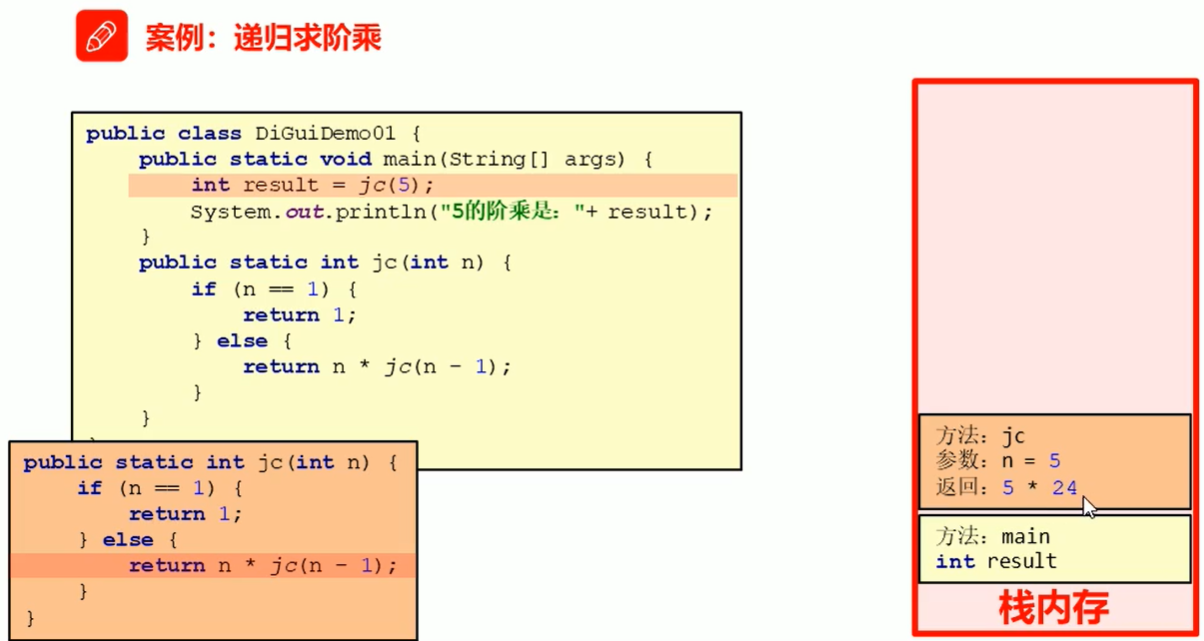 案例：递归求阶乘
public class DiGuiDemo01 {
    public static void main(String[] args) {
        int result = jc(5);
        System.out.println("5的阶乘是："+ result);
    }
    public static int jc(int n) {
        if (n == 1) {
            return 1;
        } else {
            return n * jc(n - 1);
        }
    }
public static int jc(int n) {
    if (n == 1) {
        return 1;
    } else {
        return n * jc(n - 1);
    }
}
方法：jc
参数：n = 5
返回：5 * 24
方法：main
int result
栈内存